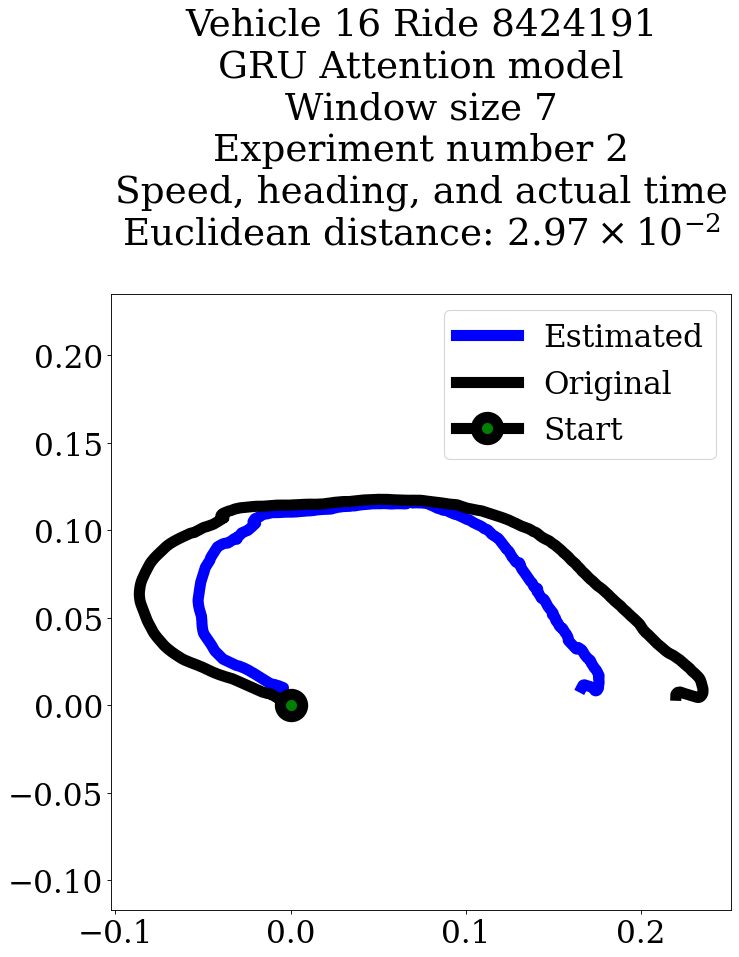 Vehicle 16 Ride 8424191
GRU Attention model
Window size 7
Experiment number 2
Speed, heading, and actual time
Euclidean distance: 2.97 × 10⁻²
Estimated
Original
Start
0.20
0.15
0.10
0.05
0.00
−0.05
−0.10
−0.1 0.0 0.1 0.2